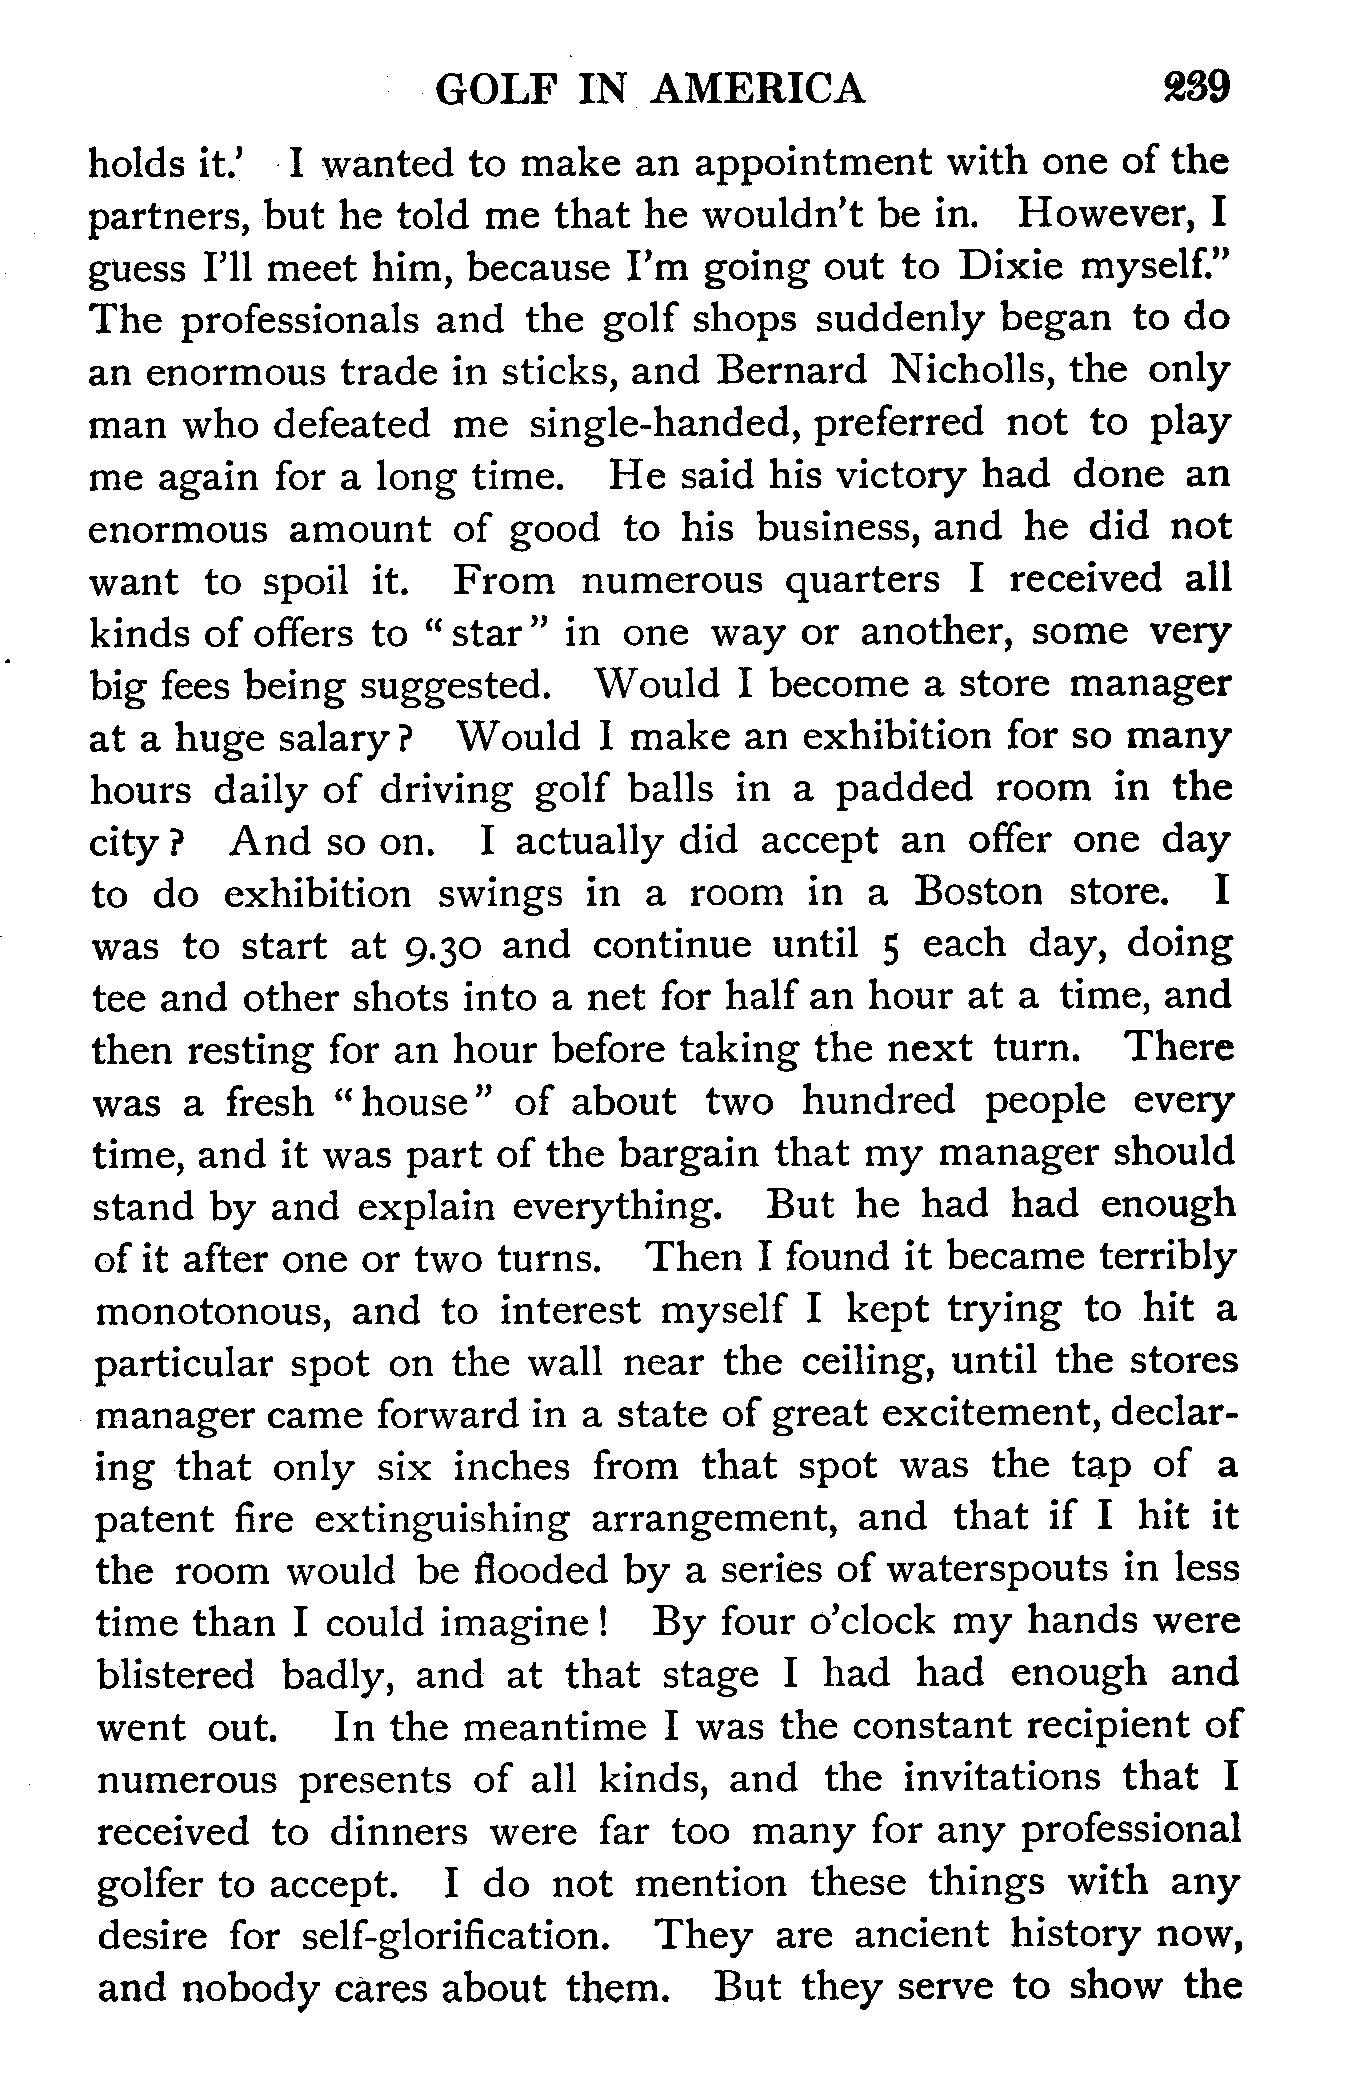 GOLF IN AMERICA 239
holds it.' I wanted to make an appointment with one of the
partners, but he told me that he wouldn't be in. However, I
guess I'll meet him, because I'm going out to Dixie myself."
The professionals and the golf shops suddenly began to do
an enormous trade in sticks, and Bernard Nicholls, the only
man who defeated me single-handed, preferred not to play
me again for a long time. He said his victory had done an
enormous amount of good to his business, and he did not
want to spoil it. From numerous quarters I received all
kinds of offers to "star" in one way or another, some very
big fees being suggested. Would I become a store manager
at a huge salary? Would I make an exhibition for so many
hours daily of driving golf balls in a padded room in the
city? And so on. I actually did accept an offer one day
to do exhibition swings in a room in a Boston store. I
was to start at 9.30 and continue until 5 each day, doing
tee and other shots into a net for half an hour at a time, and
then resting for an hour before taking the next turn. There
was a fresh "house" of about two hundred people every
time, and it was part of the bargain that my manager should
stand by and explain everything. But he had had enough
of it after one or two turns. Then I found it became terribly
monotonous, and to interest myself I kept trying to hit a
particular spot on the wall near the ceiling, until the stores
manager came forward in a state of great excitement, declar-
ing that only six inches from that spot was the tap of a
patent fire extinguishing arrangement, and that if I hit it
the room would be flooded by a series of waterspouts in less
time than I could imagine! By four o'clock my hands were
blistered badly, and at that stage I had had enough and
went out. In the meantime I was the constant recipient of
numerous presents of all kinds, and the invitations that I
received to dinners were far too many for any professional
golfer to accept. I do not mention these things with any
desire for self-glorification. They are ancient history now,
and nobody cares about them. But they serve to show the